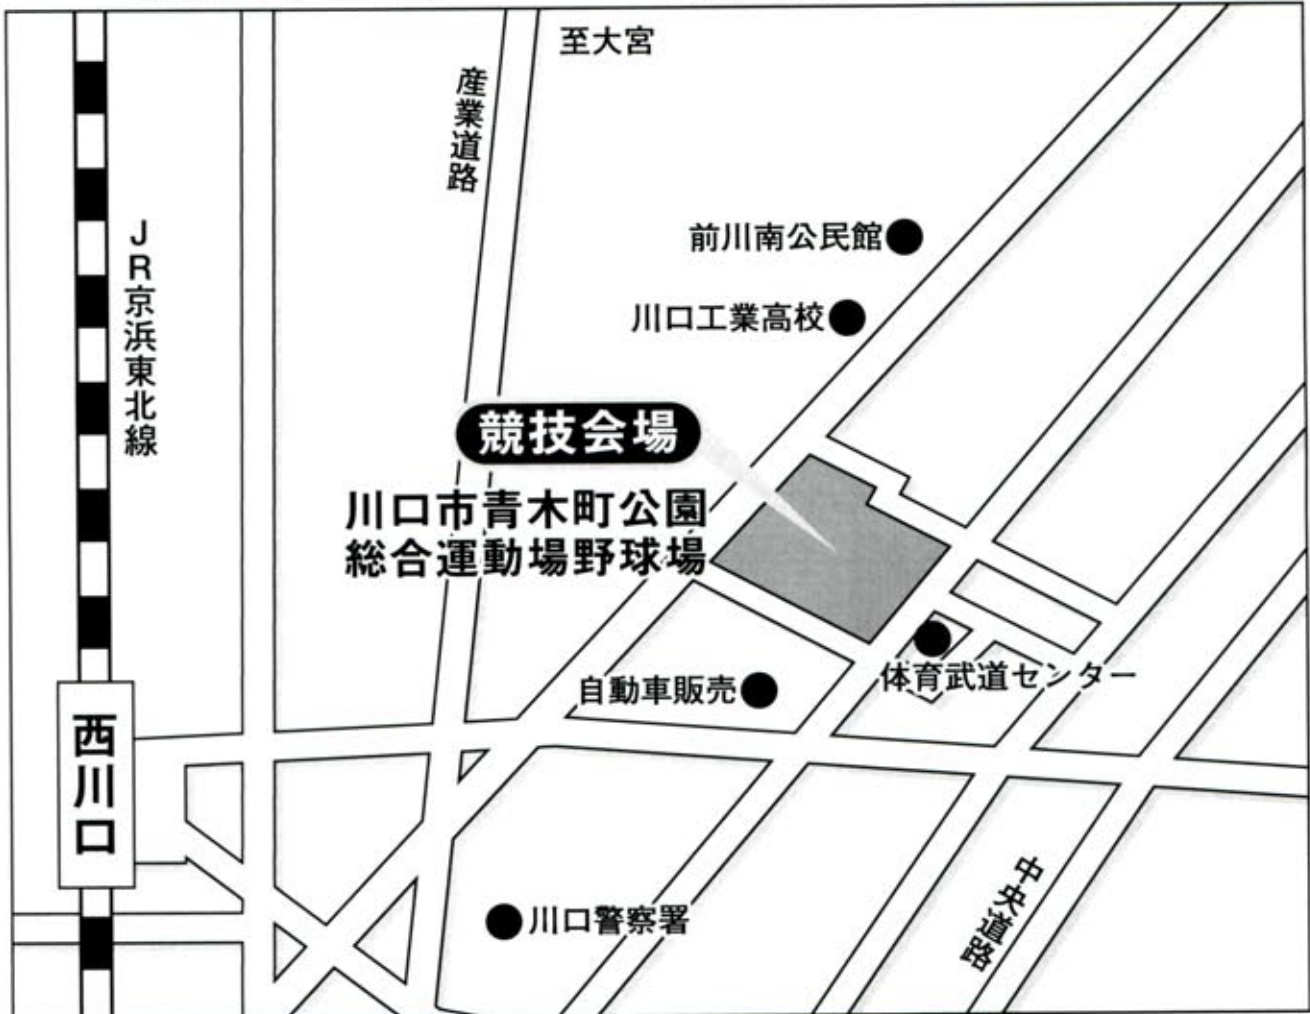 至大宮
産業道路
JR京浜東北線
前川南公民館
川口工業高校
競技会場
川口市青木町公園
総合運動場野球場
自動車販売
体育武道センター
西川口
川口警察署
中央道路